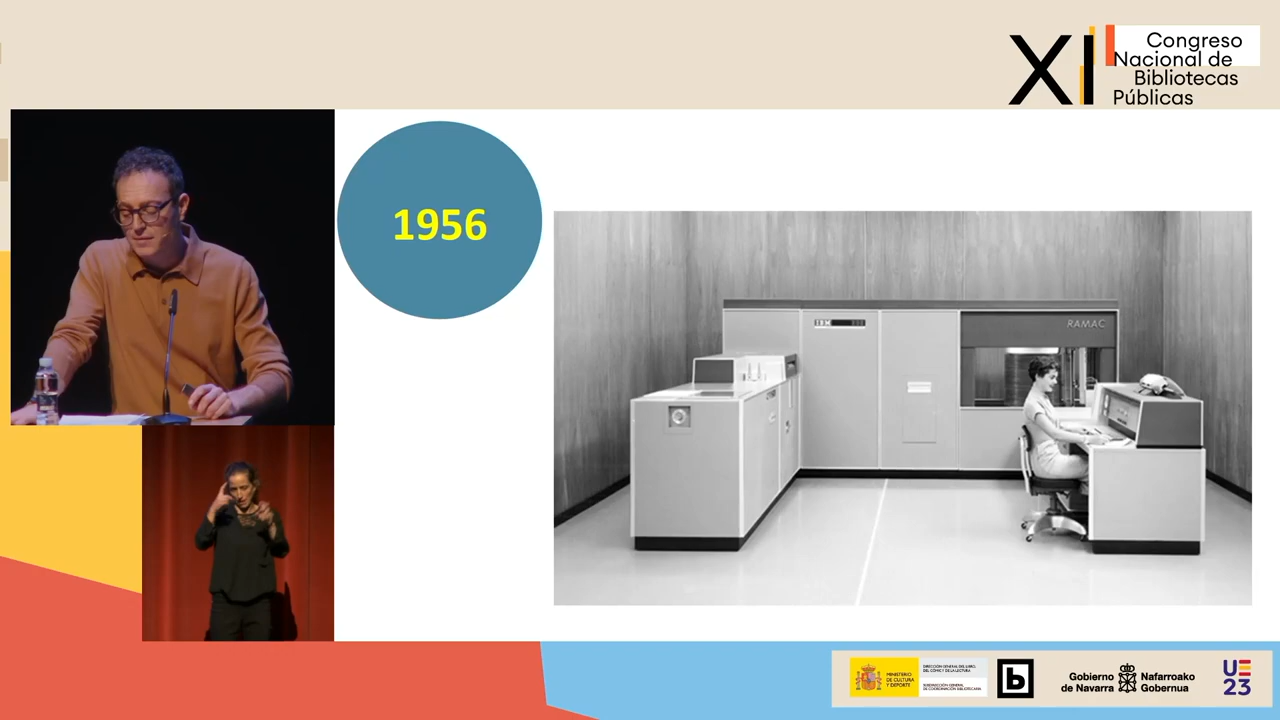 XI
Congreso
Nacional de
Bibliotecas
Públicas
1956
IBM
RAMAC
MINISTERIO
DE CULTURA
Y DEPORTE
DIRECCIÓN GENERAL DEL LIBRO,
DEL CÓMIC Y DE LA LECTURA
SUBDIRECCIÓN GENERAL
DE COORDINACIÓN BIBLIOTECARIA
b
Gobierno
de Navarra
Nafarroako
Gobernua
UE
23